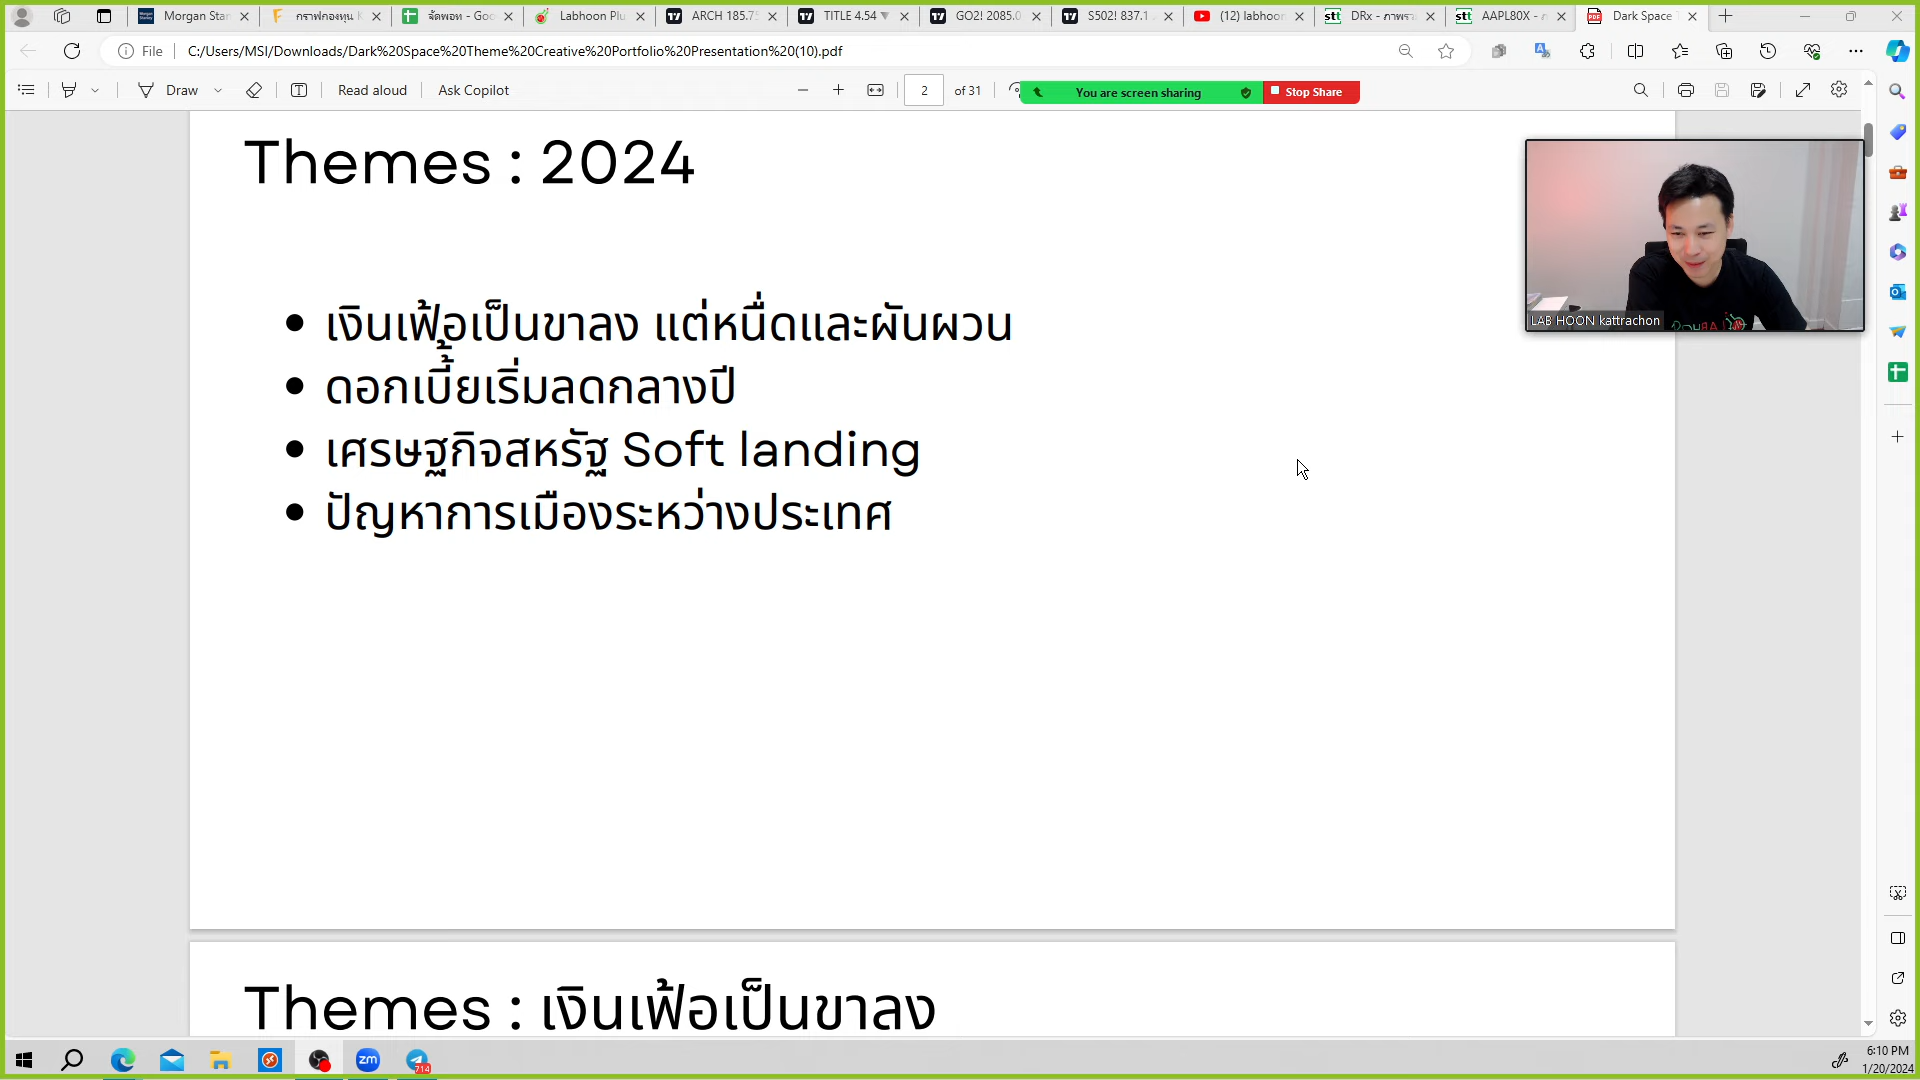 Morgan Stan
กราฟกองทุน K
จัดพอท - Goo
Labhoon Plu
ARCH 185.75
TITLE 4.54 ▼
GO2! 2085.0
S502! 837.1
(12) labhoon
DRx - ภาพรว
AAPL80X - ภ
Dark Space T
File
C:/Users/MSI/Downloads/Dark%20Space%20Theme%20Creative%20Portfolio%20Presentation%20(10).pdf
Draw
Read aloud
Ask Copilot
2
of 31
You are screen sharing
Stop Share
Themes : 2024
LAB HOON kattrachon
• เงินเฟ้อเป็นขาลง แต่หนืดและผันผวน
• ดอกเบี้ยเริ่มลดกลางปี
• เศรษฐกิจสหรัฐ Soft landing
• ปัญหาการเมืองระหว่างประเทศ
Themes : เงินเฟ้อเป็นขาลง
zm
714
6:10 PM
1/20/2024